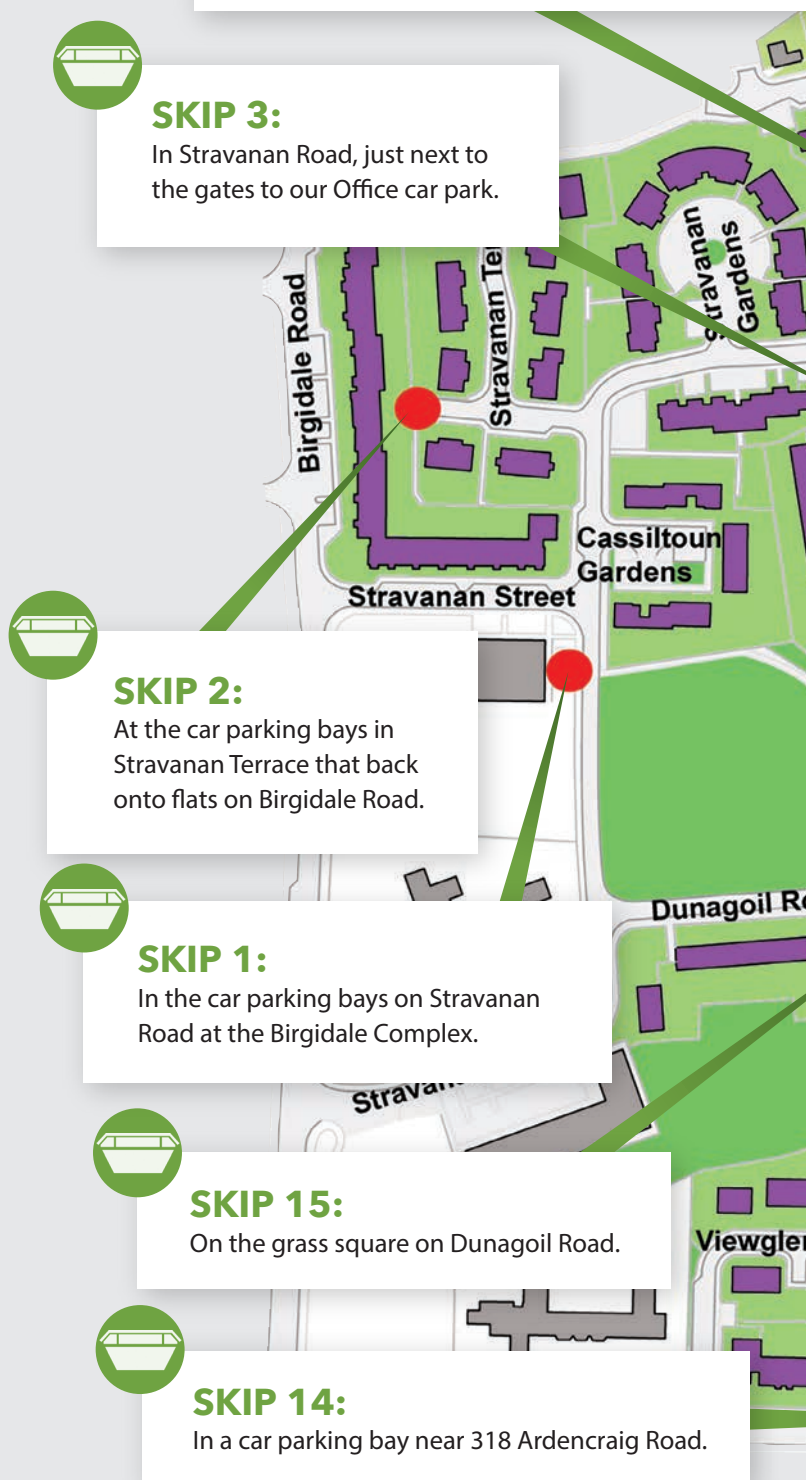 SKIP 3:
In Stravanan Road, just next to
the gates to our Office car park.
Stravanan
Gardens
Birgidale Road
Stravanan
Cassiltoun
Gardens
Stravanan Street
SKIP 2:
At the car parking bays in
Stravanan Terrace that back
onto flats on Birgidale Road.
Dunagoil
SKIP 1:
In the car parking bays on Stravanan
Road at the Birgidale Complex.
SKIP 15:
On the grass square on Dunagoil Road.
SKIP 14:
In a car parking bay near 318 Ardencraig Road.